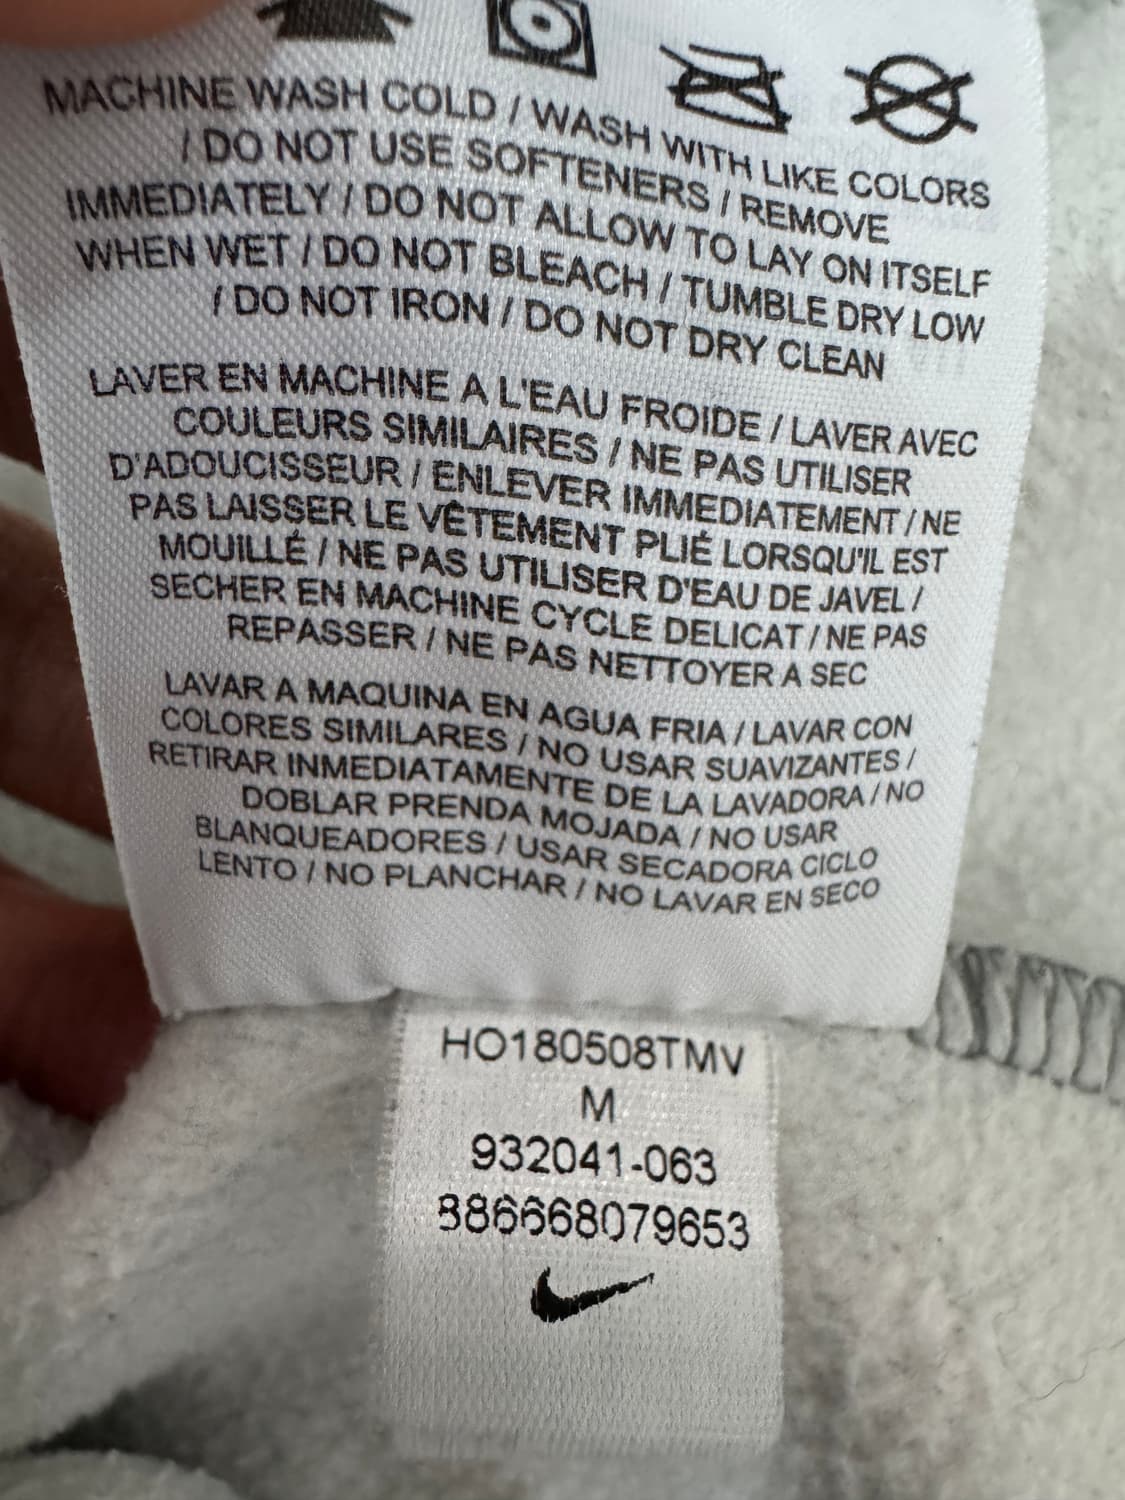 MACHINE WASH COLD / WASH WITH LIKE COLORS
/ DO NOT USE SOFTENERS / REMOVE
IMMEDIATELY / DO NOT ALLOW TO LAY ON ITSELF
WHEN WET / DO NOT BLEACH / TUMBLE DRY LOW
/ DO NOT IRON / DO NOT DRY CLEAN
LAVER EN MACHINE A L'EAU FROIDE / LAVER AVEC
COULEURS SIMILAIRES / NE PAS UTILISER
D'ADOUCISSEUR / ENLEVER IMMEDIATEMENT / NE
PAS LAISSER LE VÊTEMENT PLIÉ LORSQU'IL EST
MOUILLÉ / NE PAS UTILISER D'EAU DE JAVEL /
SECHER EN MACHINE CYCLE DELICAT / NE PAS
REPASSER / NE PAS NETTOYER A SEC
LAVAR A MAQUINA EN AGUA FRIA / LAVAR CON
COLORES SIMILARES / NO USAR SUAVIZANTES /
RETIRAR INMEDIATAMENTE DE LA LAVADORA / NO
DOBLAR PRENDA MOJADA / NO USAR
BLANQUEADORES / USAR SECADORA CICLO
LENTO / NO PLANCHAR / NO LAVAR EN SECO
HO180508TMV
M
932041-063
886668079653